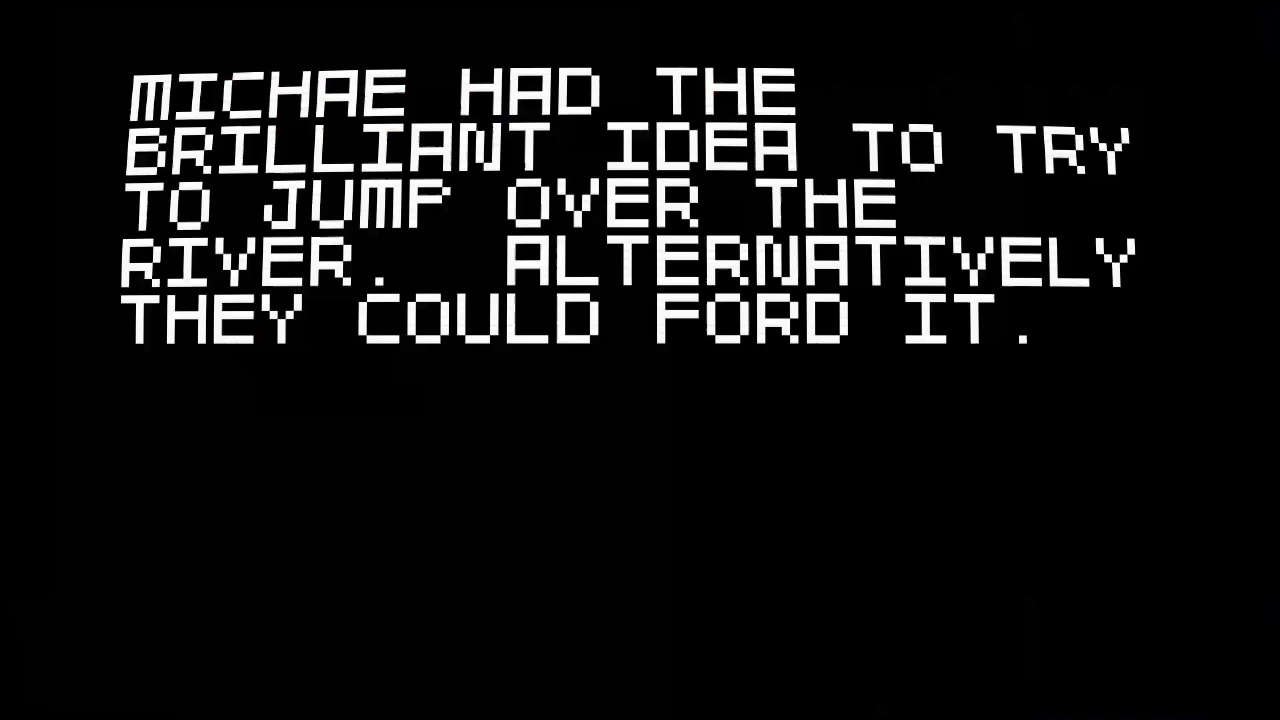 MICHAE HAD THE
BRILLIANT IDEA TO TRY
TO JUMP OVER THE
RIVER.  ALTERNATIVELY
THEY COULD FORD IT.